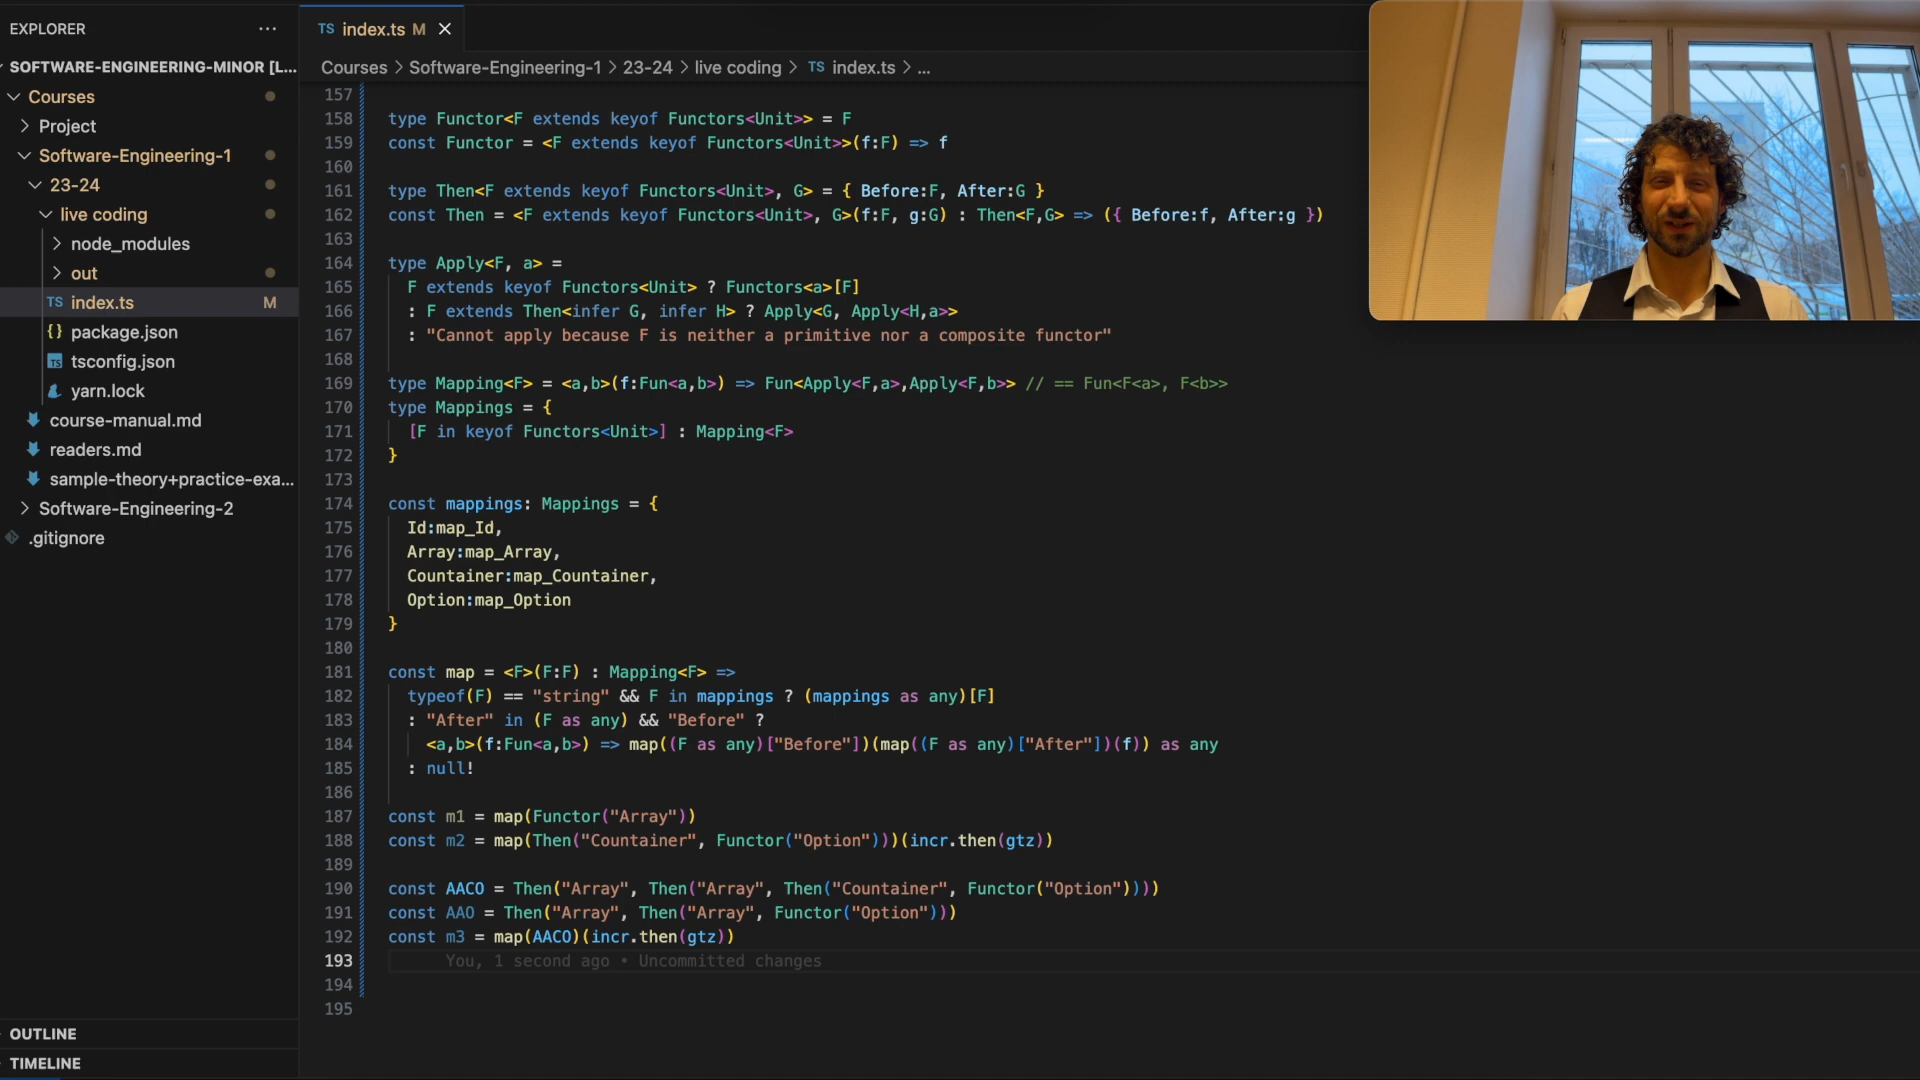 EXPLORER
SOFTWARE-ENGINEERING-MINOR [L...
Courses
Project
Software-Engineering-1
23-24
live coding
node_modules
out
TS index.ts M
{} package.json
TS tsconfig.json
yarn.lock
course-manual.md
readers.md
sample-theory+practice-exa...
Software-Engineering-2
.gitignore
OUTLINE
TIMELINE
TS index.ts M
Courses > Software-Engineering-1 > 23-24 > live coding > TS index.ts > ...
157
158 type Functor<F extends keyof Functors<Unit>> = F
159 const Functor = <F extends keyof Functors<Unit>>(f:F) => f
160
161 type Then<F extends keyof Functors<Unit>, G> = { Before:F, After:G }
162 const Then = <F extends keyof Functors<Unit>, G>(f:F, g:G) : Then<F,G> => ({ Before:f, After:g })
163
164 type Apply<F, a> =
165 F extends keyof Functors<Unit> ? Functors<a>[F]
166 : F extends Then<infer G, infer H> ? Apply<G, Apply<H,a>>
167 : "Cannot apply because F is neither a primitive nor a composite functor"
168
169 type Mapping<F> = <a,b>(f:Fun<a,b>) => Fun<Apply<F,a>,Apply<F,b>> // == Fun<F<a>, F<b>>
170 type Mappings = {
171 [F in keyof Functors<Unit>] : Mapping<F>
172 }
173
174 const mappings: Mappings = {
175 Id:map_Id,
176 Array:map_Array,
177 Countainer:map_Countainer,
178 Option:map_Option
179 }
180
181 const map = <F>(F:F) : Mapping<F> =>
182 typeof(F) == "string" && F in mappings ? (mappings as any)[F]
183 : "After" in (F as any) && "Before" ?
184 <a,b>(f:Fun<a,b>) => map((F as any)["Before"])(map((F as any)["After"])(f)) as any
185 : null!
186
187 const m1 = map(Functor("Array"))
188 const m2 = map(Then("Countainer", Functor("Option")))(incr.then(gtz))
189
190 const AACO = Then("Array", Then("Array", Then("Countainer", Functor("Option"))))
191 const AAO = Then("Array", Then("Array", Functor("Option")))
192 const m3 = map(AACO)(incr.then(gtz))
193 You, 1 second ago • Uncommitted changes
194
195